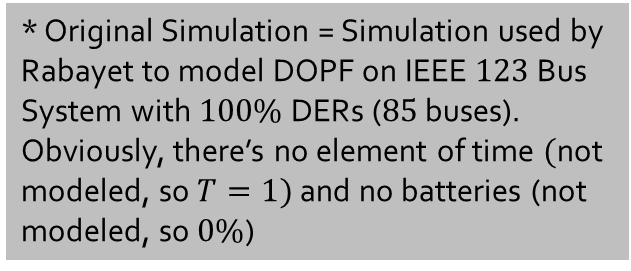 * Original Simulation = Simulation used by
Rabayet to model DOPF on IEEE 123 Bus
System with 100% DERs (85 buses).
Obviously, there's no element of time (not
modeled, so T = 1) and no batteries (not
modeled, so 0%)